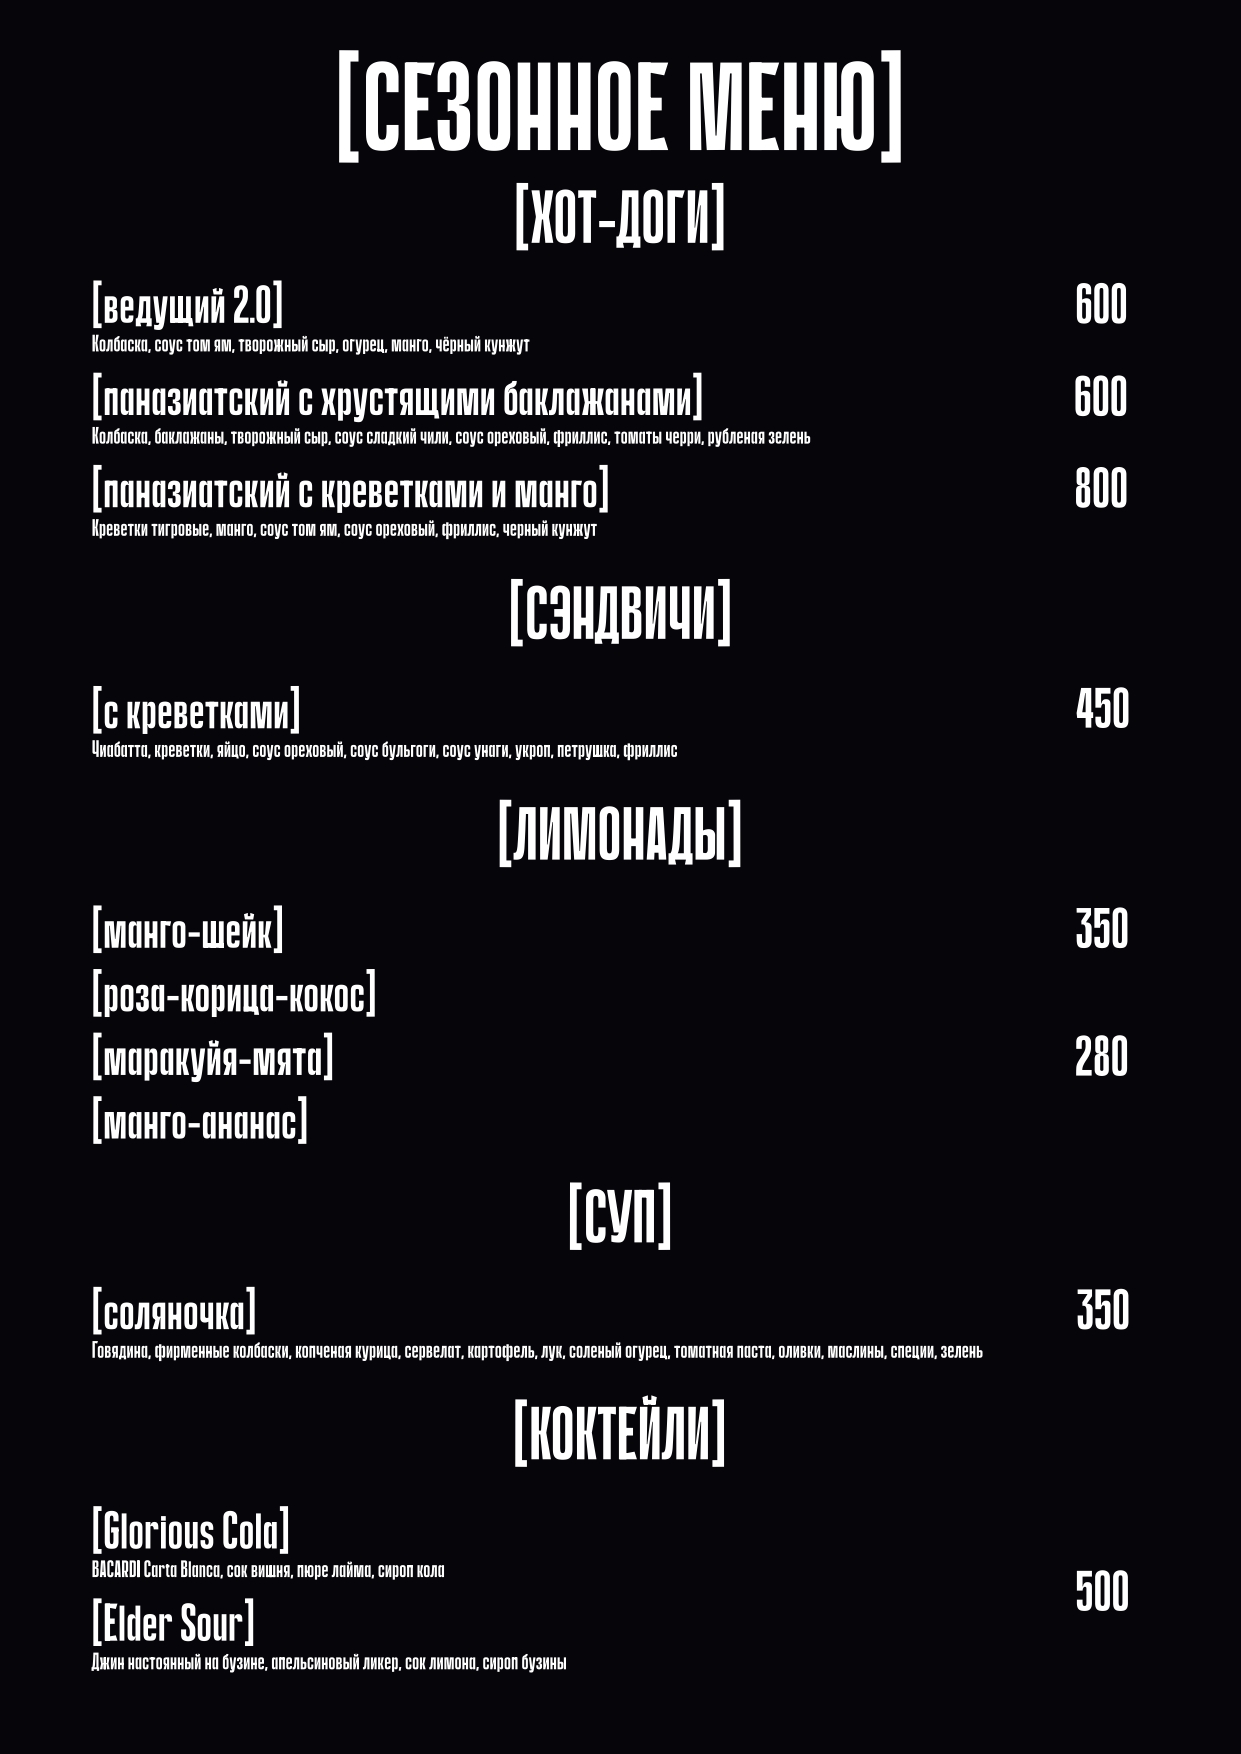 [СЕЗОННОЕ МЕНЮ]
[ХОТ-ДОГИ]
[ведущий 2.0] 600
Колбаска, соус том ям, творожный сыр, огурец, манго, чёрный кунжут
[паназиатский с хрустящими баклажанами] 600
Колбаска, баклажаны, творожный сыр, соус сладкий чили, соус ореховый, фриллис, томаты черри, рубленая зелень
[паназиатский с креветками и манго] 800
Креветки тигровые, манго, соус том ям, соус ореховый, фриллис, черный кунжут
[СЭНДВИЧИ]
[с креветками] 450
Чиабатта, креветки, яйцо, соус ореховый, соус бульгоги, соус унаги, укроп, петрушка, фриллис
[ЛИМОНАДЫ]
[манго-шейк] 350
[роза-корица-кокос]
[маракуйя-мята] 280
[манго-ананас]
[СУП]
[соляночка] 350
Говядина, фирменные колбаски, копченая курица, сервелат, картофель, лук, соленый огурец, томатная паста, оливки, маслины, специи, зелень
[КОКТЕЙЛИ]
[Glorious Cola]
BACARDI Carta Blanca, сок вишня, пюре лайма, сироп кола
500
[Elder Sour]
Джин настоянный на бузине, апельсиновый ликер, сок лимона, сироп бузины